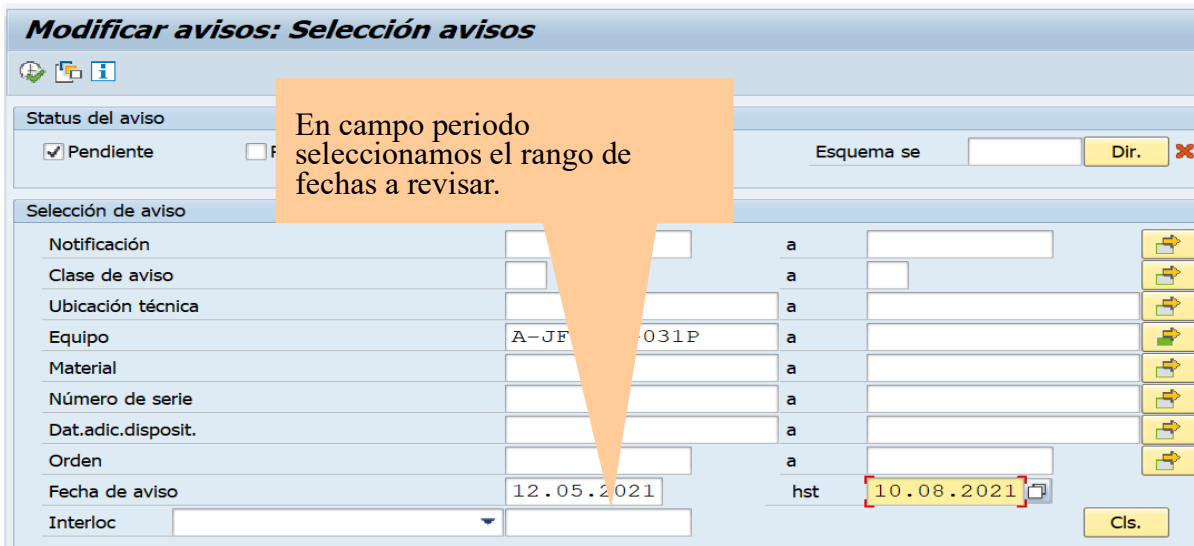 Modificar avisos: Selección avisos
Status del aviso
Pendiente
En campo periodo
seleccionamos el rango de
fechas a revisar.
Esquema se
Dir.
Selección de aviso
Notificación a
Clase de aviso a
Ubicación técnica a
Equipo A-JF 031P a
Material a
Número de serie a
Dat.adic.disposit. a
Orden a
Fecha de aviso 12.05.2021 hst 10.08.2021
Interloc Cls.